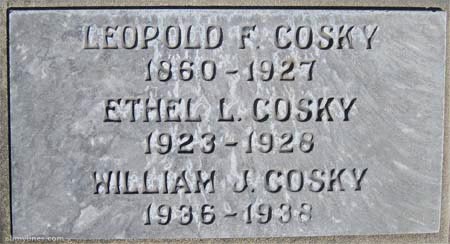 LEOPOLD F. COSKY
1860-1927
ETHEL L. COSKY
1923-1928
WILLIAM J. COSKY
1936-1938